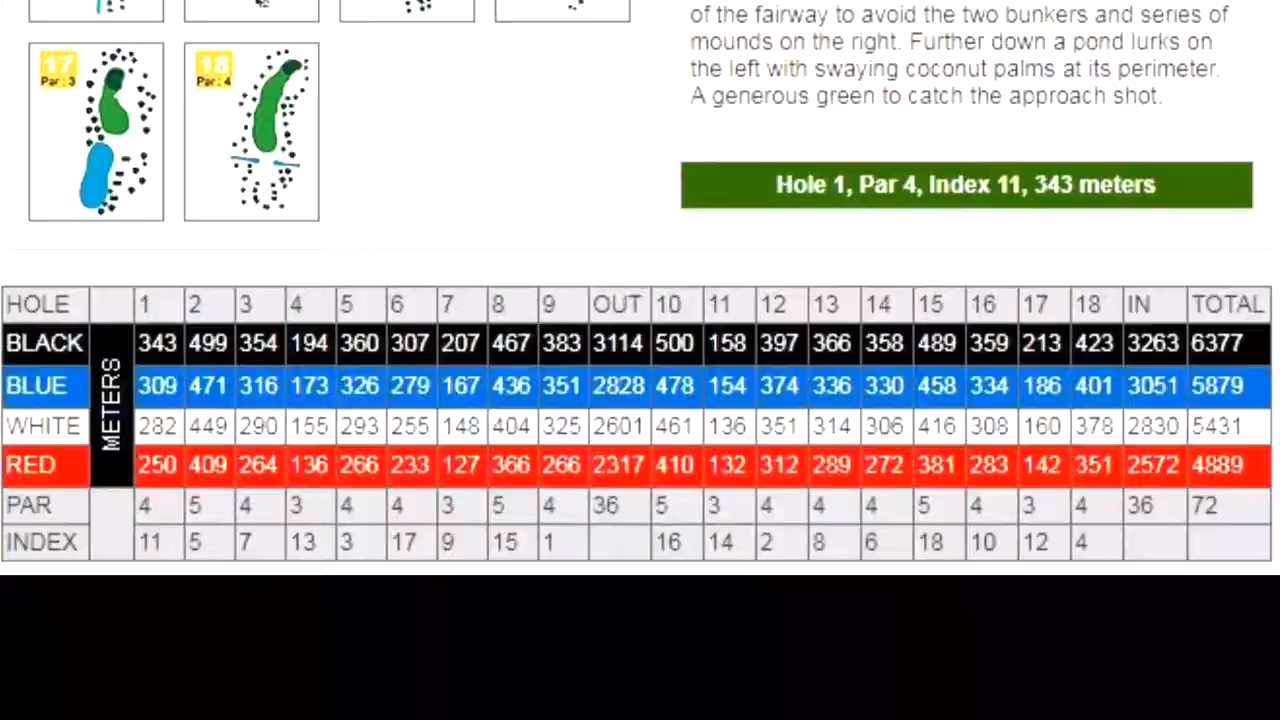 of the fairway to avoid the two bunkers and series of
mounds on the right. Further down a pond lurks on
the left with swaying coconut palms at its perimeter.
A generous green to catch the approach shot.
17
Par : 3
18
Par : 4
Hole 1, Par 4, Index 11, 343 meters
HOLE 1 2 3 4 5 6 7 8 9 OUT 10 11 12 13 14 15 16 17 18 IN TOTAL
METERS
BLACK 343 499 354 194 360 307 207 467 383 3114 500 158 397 366 358 489 359 213 423 3263 6377
BLUE 309 471 316 173 326 279 167 436 351 2828 478 154 374 336 330 458 334 186 401 3051 5879
WHITE 282 449 290 155 293 255 148 404 325 2601 461 136 351 314 306 416 308 160 378 2830 5431
RED 250 409 264 136 266 233 127 366 266 2317 410 132 312 289 272 381 283 142 351 2572 4889
PAR 4 5 4 3 4 4 3 5 4 36 5 3 4 4 4 5 4 3 4 36 72
INDEX 11 5 7 13 3 17 9 15 1 16 14 2 8 6 18 10 12 4